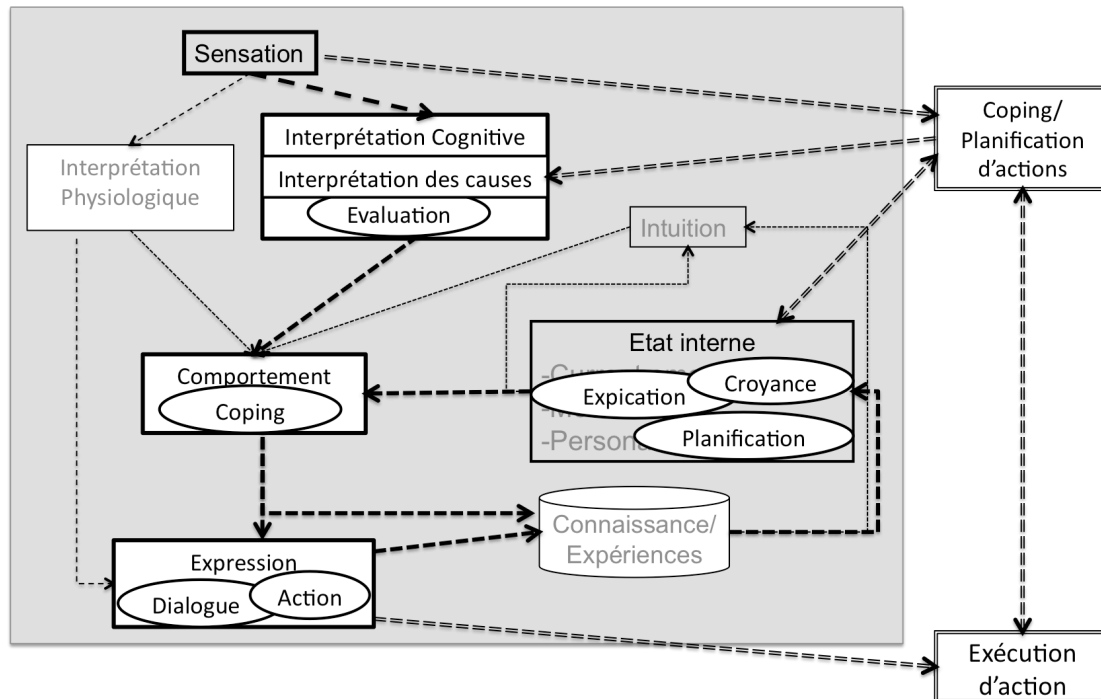 Sensation
Coping/
Planification
d'actions
Interprétation Cognitive
Interprétation des causes
Evaluation
Interprétation
Physiologique
Intuition
Etat interne
Croyance
Expication
Planification
-Persona
Comportement
Coping
Connaissance/
Expériences
Expression
Dialogue
Action
Exécution
d'action